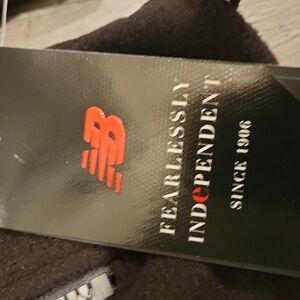 NB
FEARLESSLY
INDePENDENT
SINCE 1906